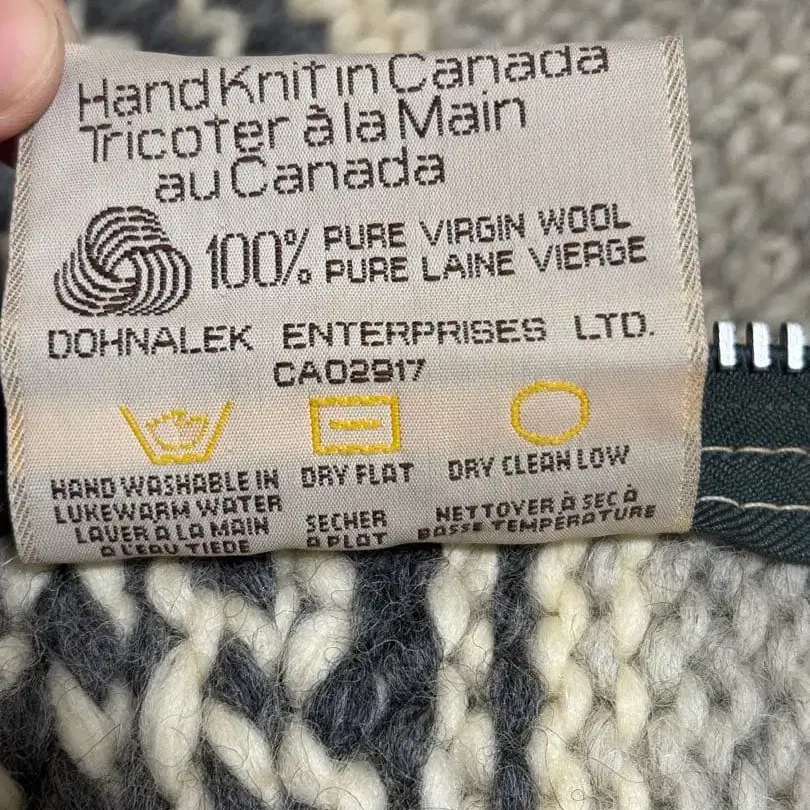 Hand Knit in Canada
Tricoter à la Main
au Canada
100% PURE VIRGIN WOOL
PURE LAINE VIERGE
DOHNALEK ENTERPRISES LTD.
CA02917
HAND WASHABLE IN
LUKEWARM WATER
LAVER A LA MAIN
A L'EAU TIEDE
DRY FLAT
SECHER
A PLAT
DRY CLEAN LOW
NETTOYER À SEC À
BASSE TEMPÉRATURE